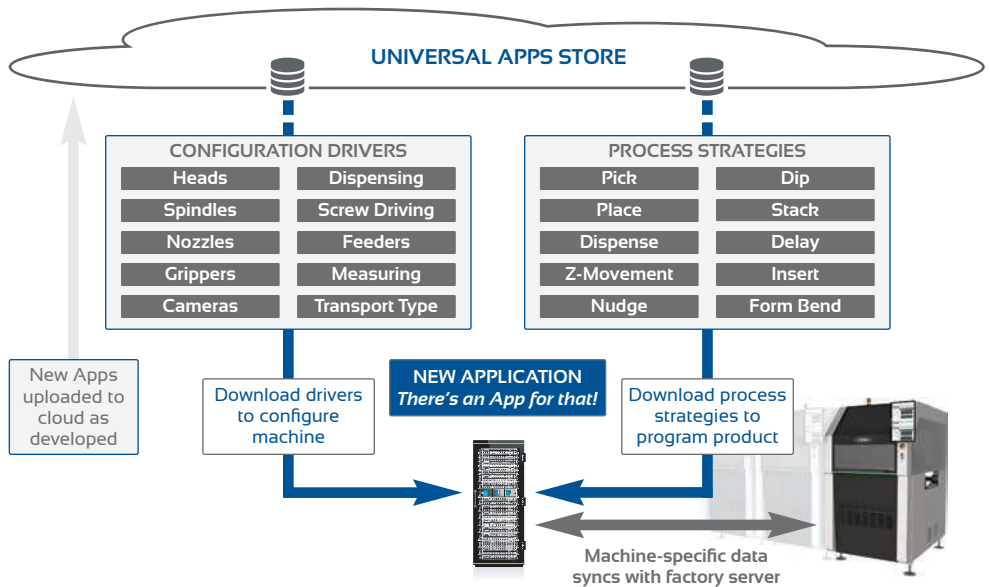 UNIVERSAL APPS STORE
CONFIGURATION DRIVERS
Heads
Dispensing
Spindles
Screw Driving
Nozzles
Feeders
Grippers
Measuring
Cameras
Transport Type
PROCESS STRATEGIES
Pick
Dip
Place
Stack
Dispense
Delay
Z-Movement
Insert
Nudge
Form Bend
New Apps
uploaded to
cloud as
developed
Download drivers
to configure
machine
NEW APPLICATION
There's an App for that!
Download process
strategies to
program product
Machine-specific data
syncs with factory server